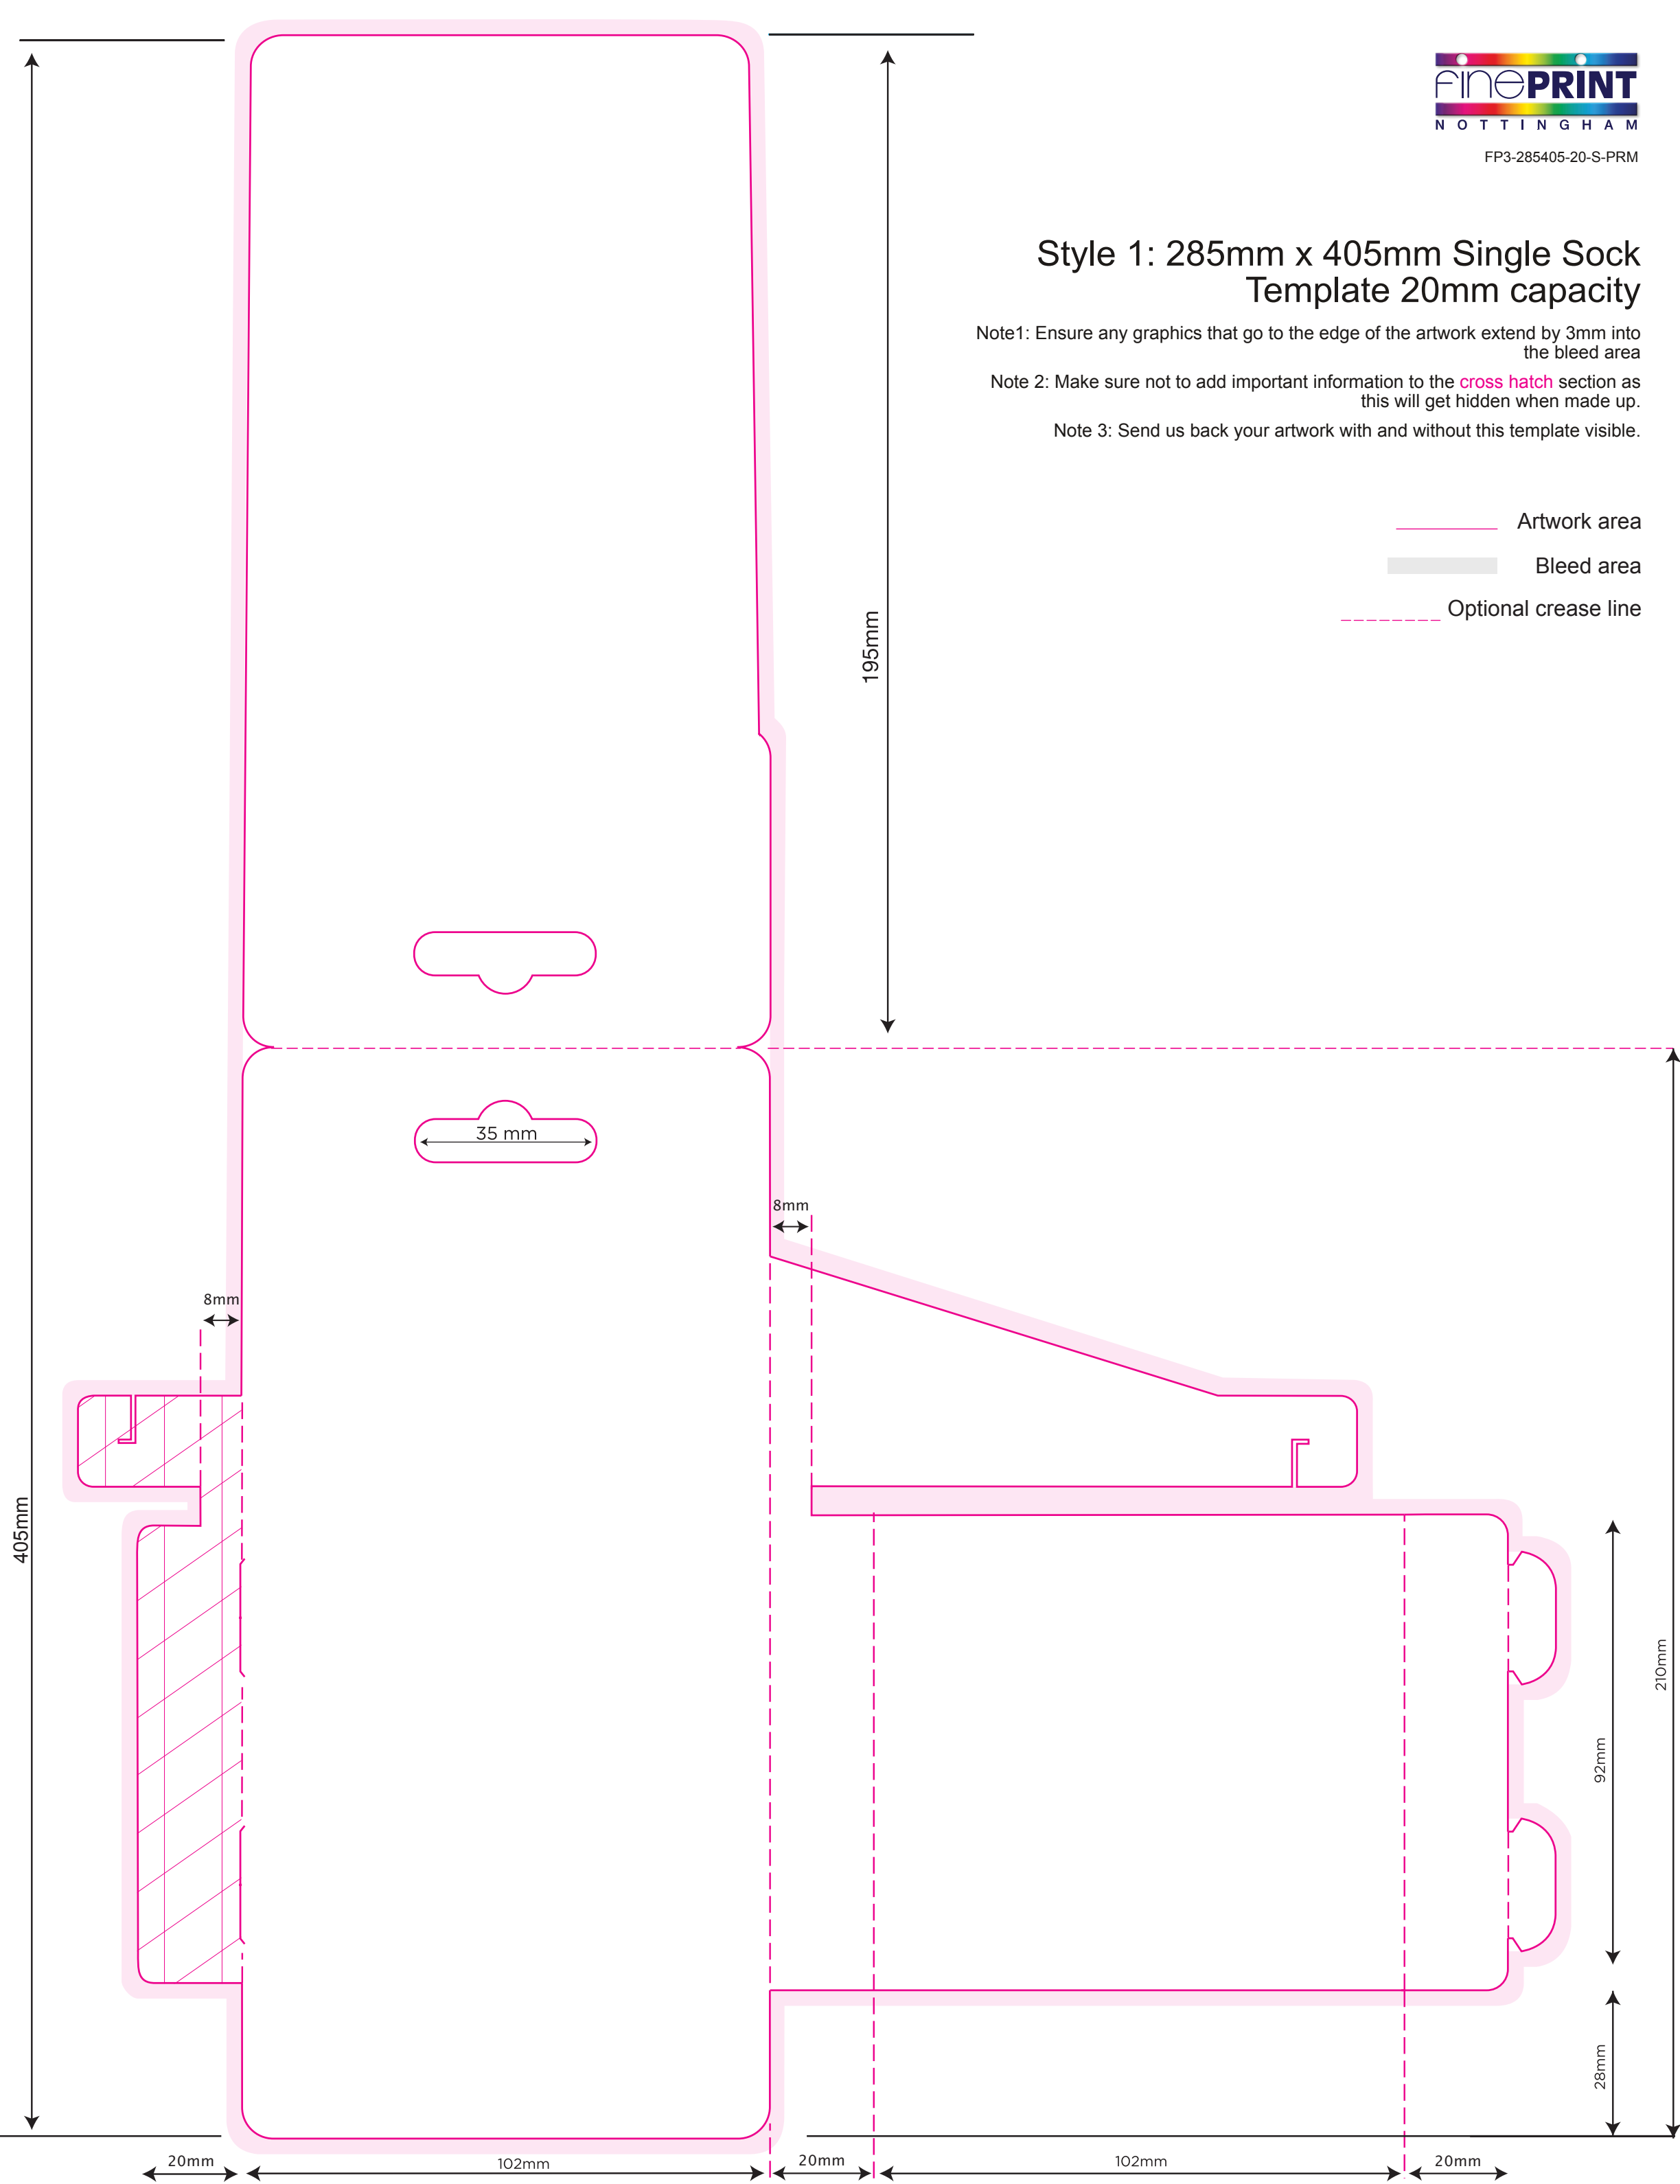 finePRINT
NOTTINGHAM
FP3-285405-20-S-PRM
Style 1: 285mm x 405mm Single Sock
Template 20mm capacity
Note1: Ensure any graphics that go to the edge of the artwork extend by 3mm into
the bleed area
Note 2: Make sure not to add important information to the cross hatch section as
this will get hidden when made up.
Note 3: Send us back your artwork with and without this template visible.
Artwork area
Bleed area
Optional crease line
195mm
35 mm
8mm
8mm
405mm
210mm
92mm
28mm
20mm
102mm
20mm
102mm
20mm